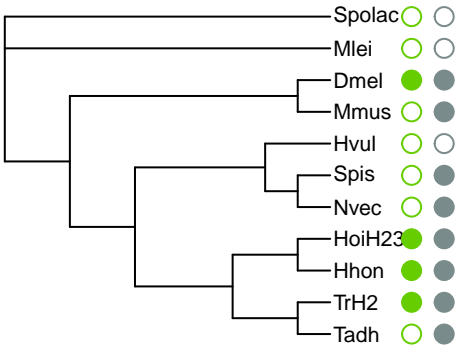 Spolac
Mlei
Dmel
Mmus
Hvul
Spis
Nvec
HoiH23
Hhon
TrH2
Tadh